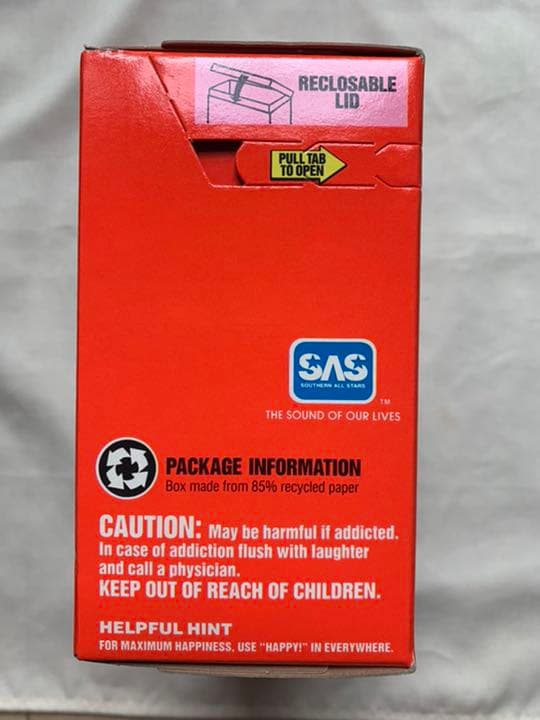 RECLOSABLE
LID
PULL TAB
TO OPEN
SAS
SOUTHERN ALL STARS
TM
THE SOUND OF OUR LIVES
PACKAGE INFORMATION
Box made from 85% recycled paper
CAUTION: May be harmful if addicted.
In case of addiction flush with laughter
and call a physician.
KEEP OUT OF REACH OF CHILDREN.
HELPFUL HINT
FOR MAXIMUM HAPPINESS, USE "HAPPY!" IN EVERYWHERE.